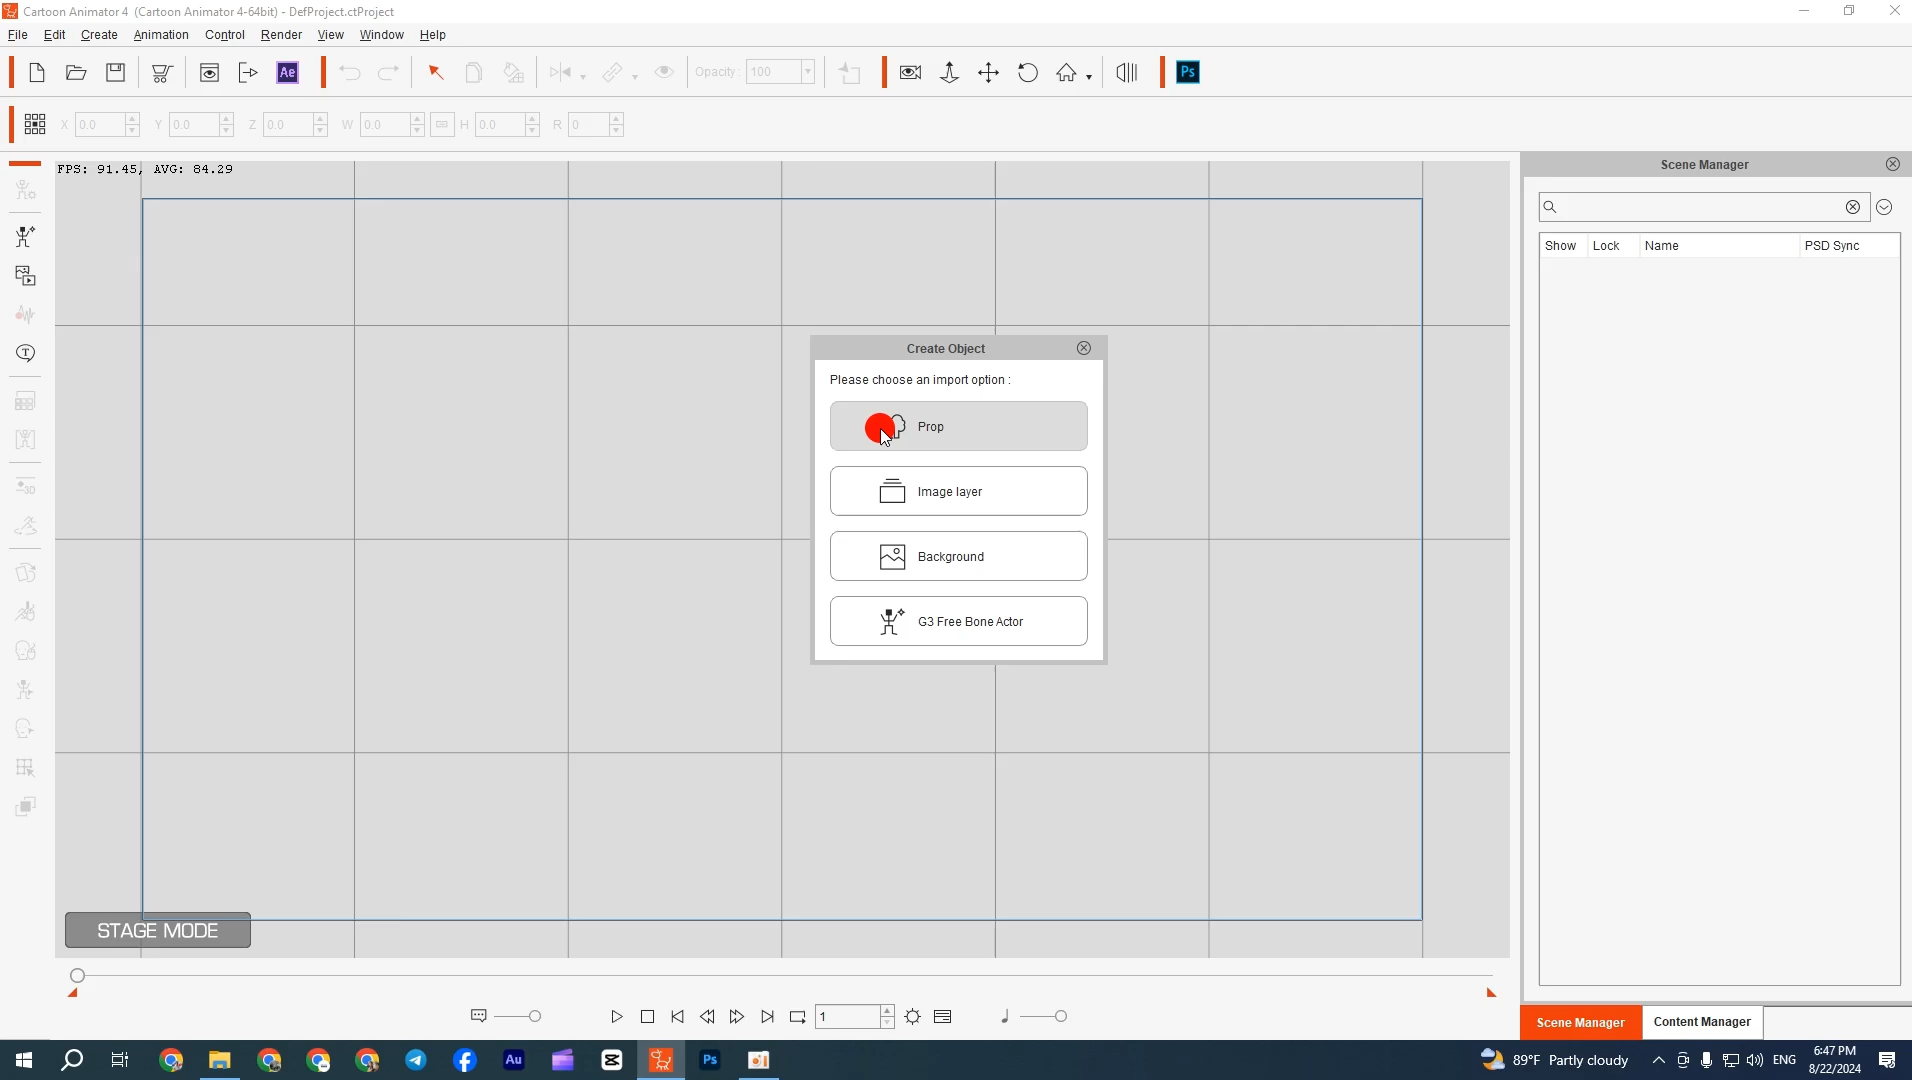 Cartoon Animator 4 (Cartoon Animator 4-64bit) - DefProject.ctProject
File Edit Create Animation Control Render View Window Help
Ae
Opacity : 100
Ps
X 0.0 Y 0.0 Z 0.0 W 0.0 H 0.0 R 0
FPS: 91.45, AVG: 84.29
Scene Manager
Show Lock Name PSD Sync
Create Object
Please choose an import option :
Prop
Image layer
Background
G3 Free Bone Actor
STAGE MODE
1
Scene Manager Content Manager
Au
Ps
89°F Partly cloudy
ENG
6:47 PM
8/22/2024